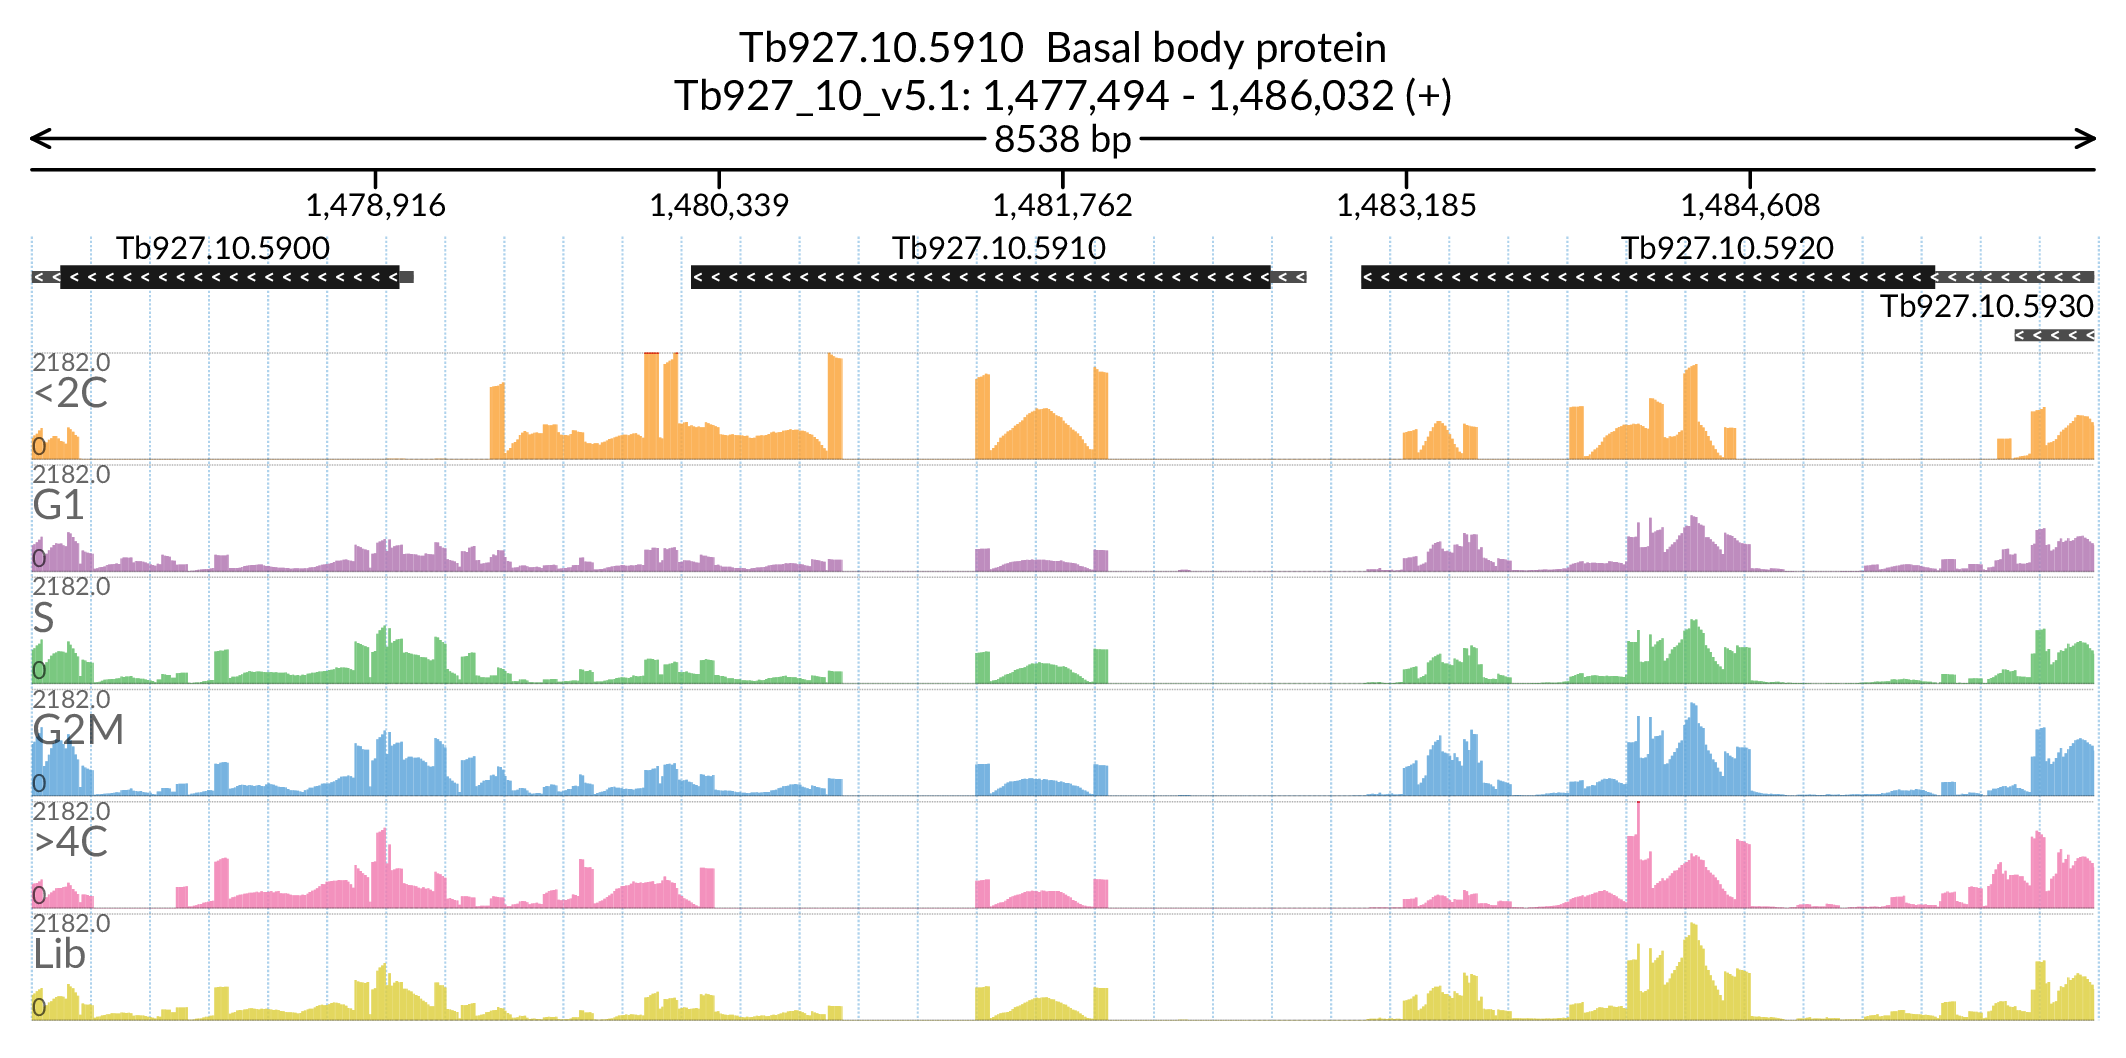 Tb927.10.5910  Basal body protein
Tb927_10_v5.1: 1,477,494 - 1,486,032 (+)
8538 bp
1,478,916 1,480,339 1,481,762 1,483,185 1,484,608
Tb927.10.5900 Tb927.10.5910 Tb927.10.5920
Tb927.10.5930
2182.0
<2C
0
2182.0
G1
0
2182.0
S
0
2182.0
G2M
0
2182.0
>4C
0
2182.0
Lib
0